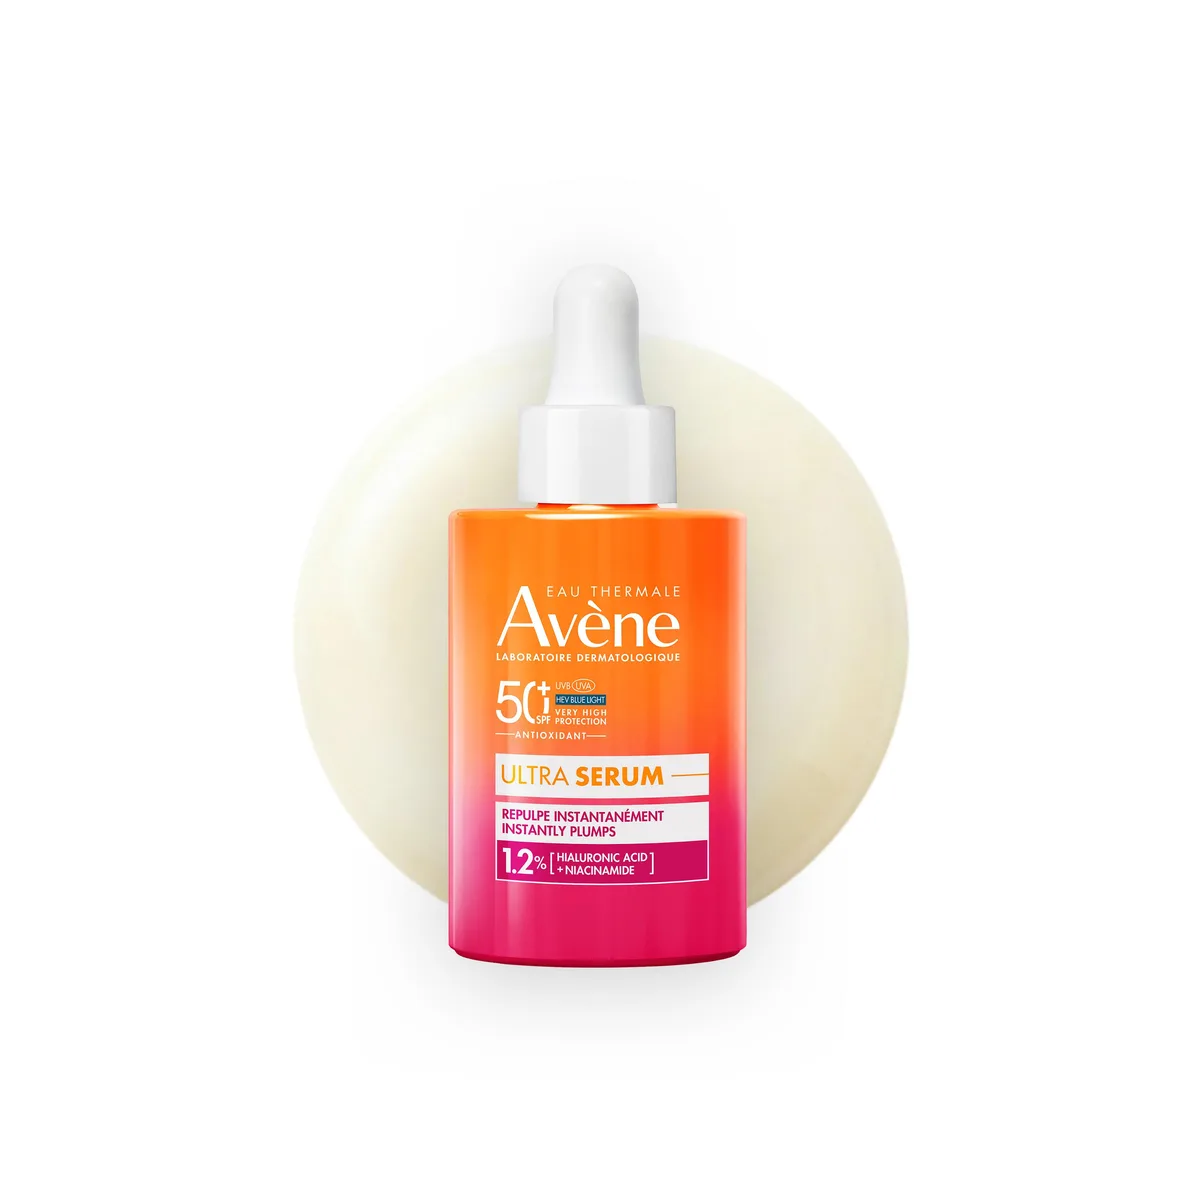 EAU THERMALE
Avène
LABORATOIRE DERMATOLOGIQUE
50+ SPF
UVB UVA
HEV BLUE LIGHT
VERY HIGH
PROTECTION
ANTIOXIDANT
ULTRA SERUM
REPULPE INSTANTANÉMENT
INSTANTLY PLUMPS
1.2% [HIALURONIC ACID
+NIACINAMIDE]